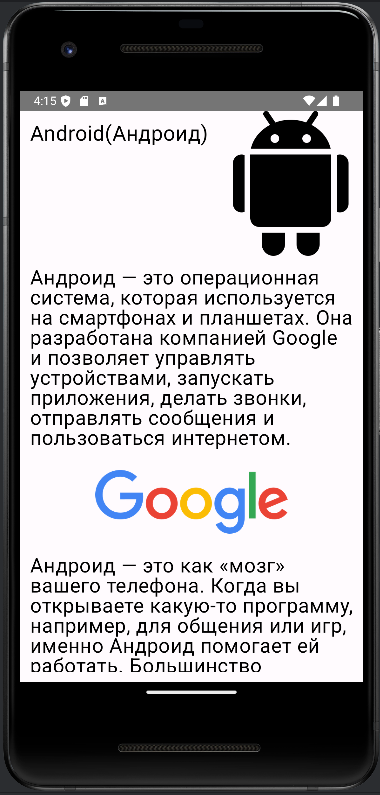 4:15
Android(Андроид)
Андроид — это операционная
система, которая используется
на смартфонах и планшетах. Она
разработана компанией Google
и позволяет управлять
устройствами, запускать
приложения, делать звонки,
отправлять сообщения и
пользоваться интернетом.
Google
Андроид — это как «мозг»
вашего телефона. Когда вы
открываете какую-то программу,
например, для общения или игр,
именно Андроид помогает ей
работать. Большинство